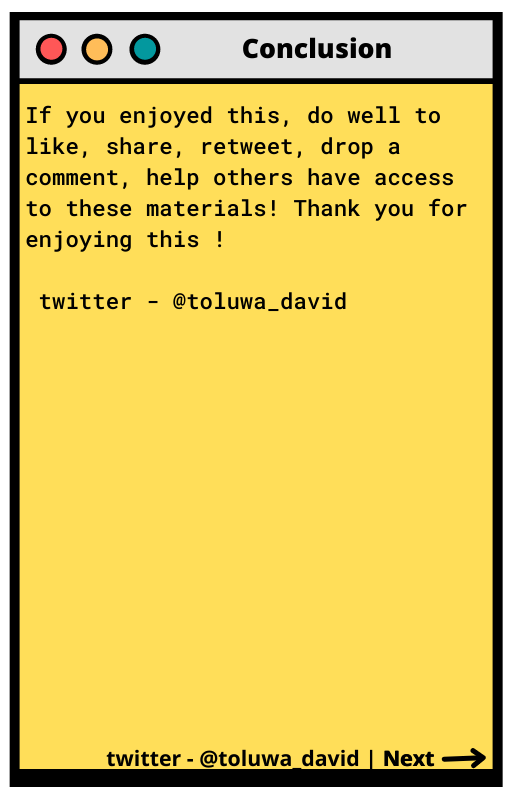 Conclusion
If you enjoyed this, do well to
like, share, retweet, drop a
comment, help others have access
to these materials! Thank you for
enjoying this !
twitter - @toluwa_david
twitter - @toluwa_david | Next